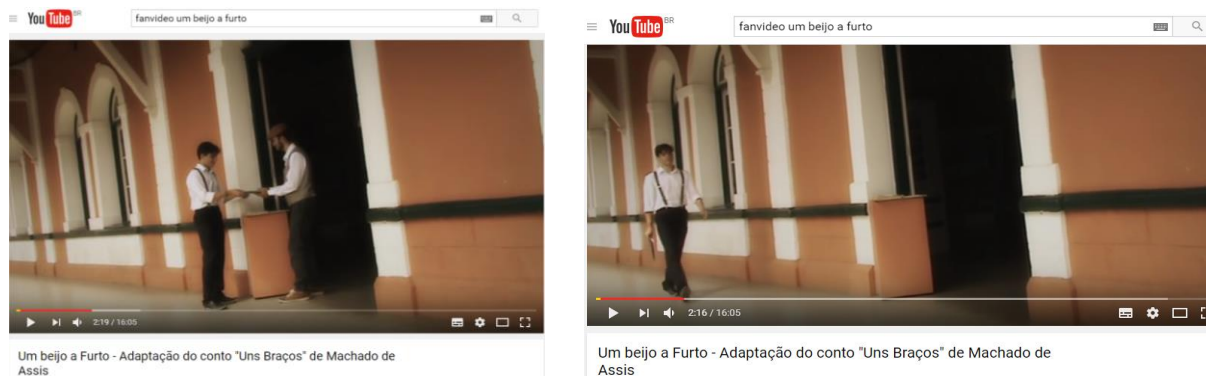 YouTube BR
fanvideo um beijo a furto
2:19 / 16:05
Um beijo a Furto - Adaptação do conto "Uns Braços" de Machado de
Assis
YouTube BR
fanvideo um beijo a furto
2:16 / 16:05
Um beijo a Furto - Adaptação do conto "Uns Braços" de Machado de
Assis